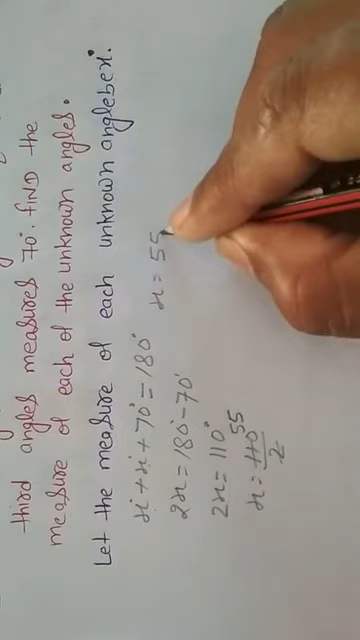 third angles measures 70°. FIND the
measure of each of the unknown angles.
Let the measure of each unknown angle be x°.
x° + x° + 70° = 180°
2x = 180° - 70°
2x = 110°
x = 110/2
55
x = 55